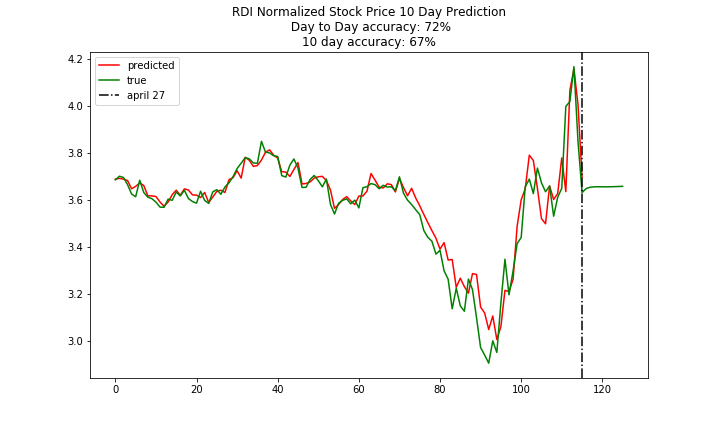 RDI Normalized Stock Price 10 Day Prediction
Day to Day accuracy: 72%
10 day accuracy: 67%
predicted
true
april 27
4.2
4.0
3.8
3.6
3.4
3.2
3.0
0 20 40 60 80 100 120